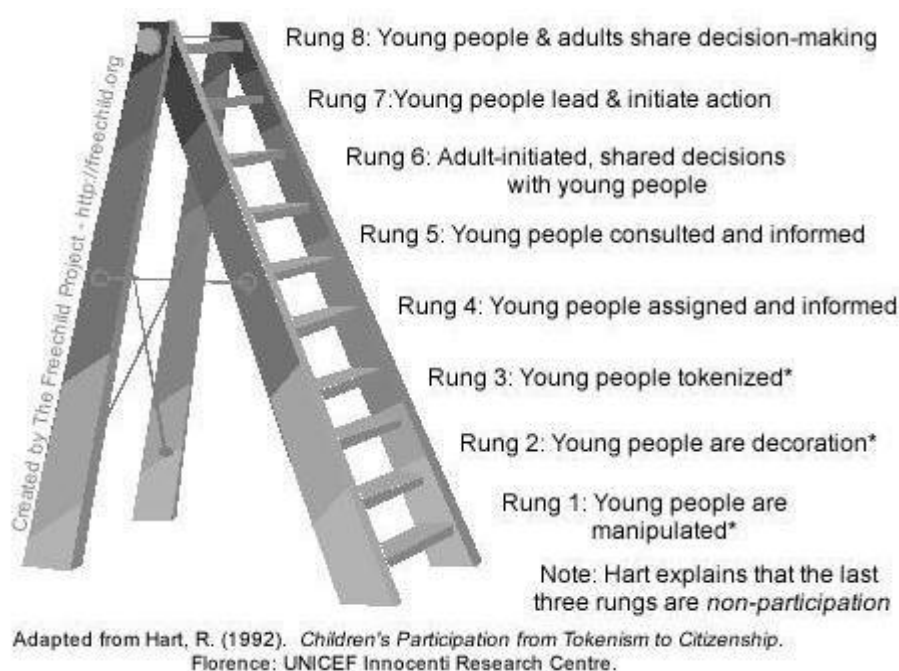 Rung 8: Young people & adults share decision-making
Rung 7:Young people lead & initiate action
Rung 6: Adult-initiated, shared decisions
with young people
Rung 5: Young people consulted and informed
Rung 4: Young people assigned and informed
Rung 3: Young people tokenized*
Rung 2: Young people are decoration*
Rung 1: Young people are
manipulated*
Note: Hart explains that the last
three rungs are non-participation
Created by The Freechild Project - http://freechild.org
Adapted from Hart, R. (1992). Children's Participation from Tokenism to Citizenship.
Florence: UNICEF Innocenti Research Centre.